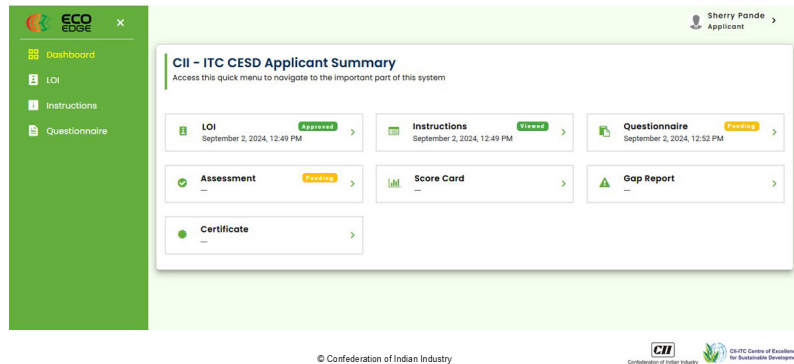 ECO
EDGE
×
Sherry Pande
Applicant
Dashboard
LOI
Instructions
Questionnaire
CII - ITC CESD Applicant Summary
Access this quick menu to navigate to the important part of this system
LOI Approved
September 2, 2024, 12:49 PM
Instructions Viewed
September 2, 2024, 12:49 PM
Questionnaire Pending
September 2, 2024, 12:52 PM
Assessment Pending
---
Score Card
---
Gap Report
---
Certificate
---
© Confederation of Indian Industry
CII
Confederation of Indian Industry
CII-ITC Centre of Excellen
for Sustainable Developm